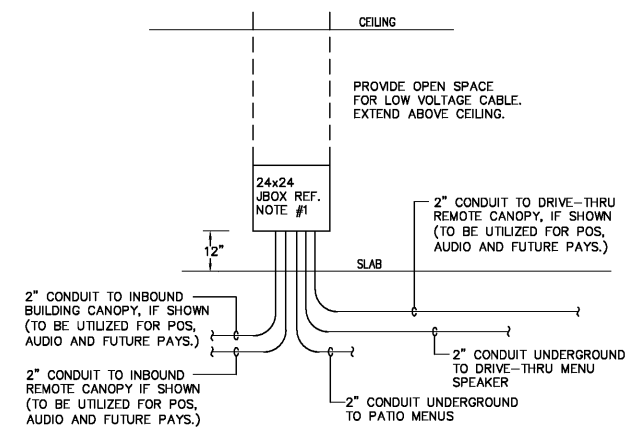 CEILING
PROVIDE OPEN SPACE
FOR LOW VOLTAGE CABLE.
EXTEND ABOVE CEILING.
24x24
JBOX REF.
NOTE #1
2" CONDUIT TO DRIVE-THRU
REMOTE CANOPY, IF SHOWN
(TO BE UTILIZED FOR POS,
AUDIO AND FUTURE PAYS.)
12"
SLAB
2" CONDUIT TO INBOUND
BUILDING CANOPY, IF SHOWN
(TO BE UTILIZED FOR POS,
AUDIO AND FUTURE PAYS.)
2" CONDUIT UNDERGROUND
TO DRIVE-THRU MENU
SPEAKER
2" CONDUIT TO INBOUND
REMOTE CANOPY IF SHOWN
(TO BE UTILIZED FOR POS,
AUDIO AND FUTURE PAYS.)
2" CONDUIT UNDERGROUND
TO PATIO MENUS